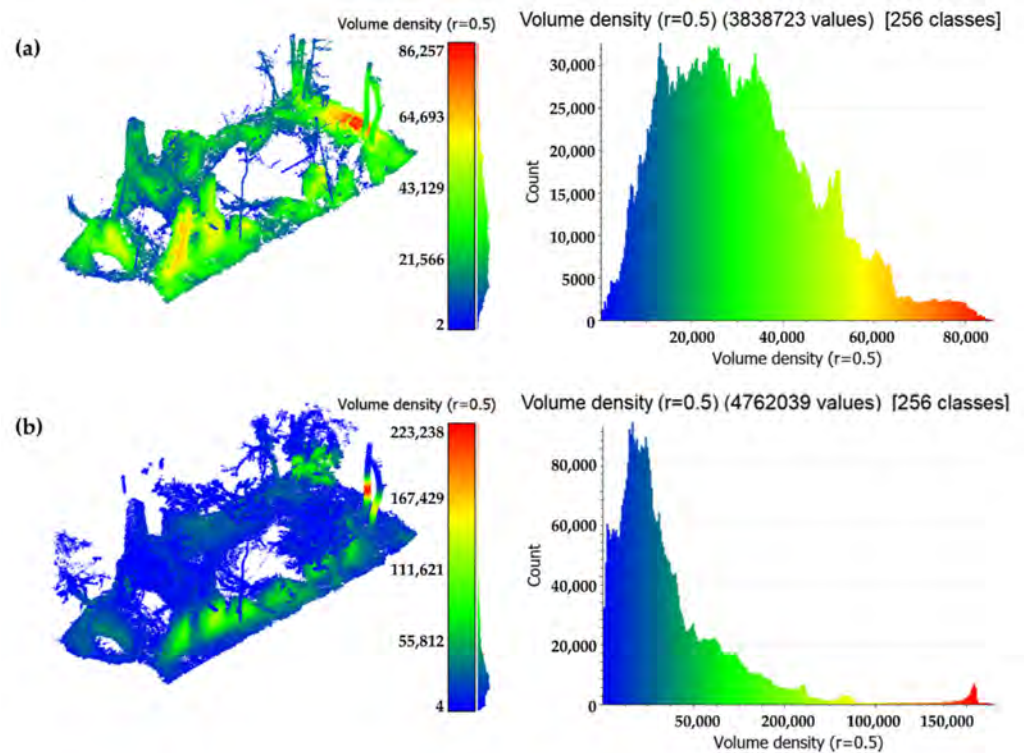 (a)
Volume density (r=0.5)
86,257
64,693
43,129
21,566
2
Volume density (r=0.5) (3838723 values) [256 classes]
30,000
25,000
20,000
15,000
10,000
5000
0
Count
20,000 40,000 60,000 80,000
Volume density (r=0.5)
(b)
Volume density (r=0.5)
223,238
167,429
111,621
55,812
4
Volume density (r=0.5) (4762039 values) [256 classes]
80,000
60,000
40,000
20,000
0
Count
50,000 200,000 100,000 150,000
Volume density (r=0.5)